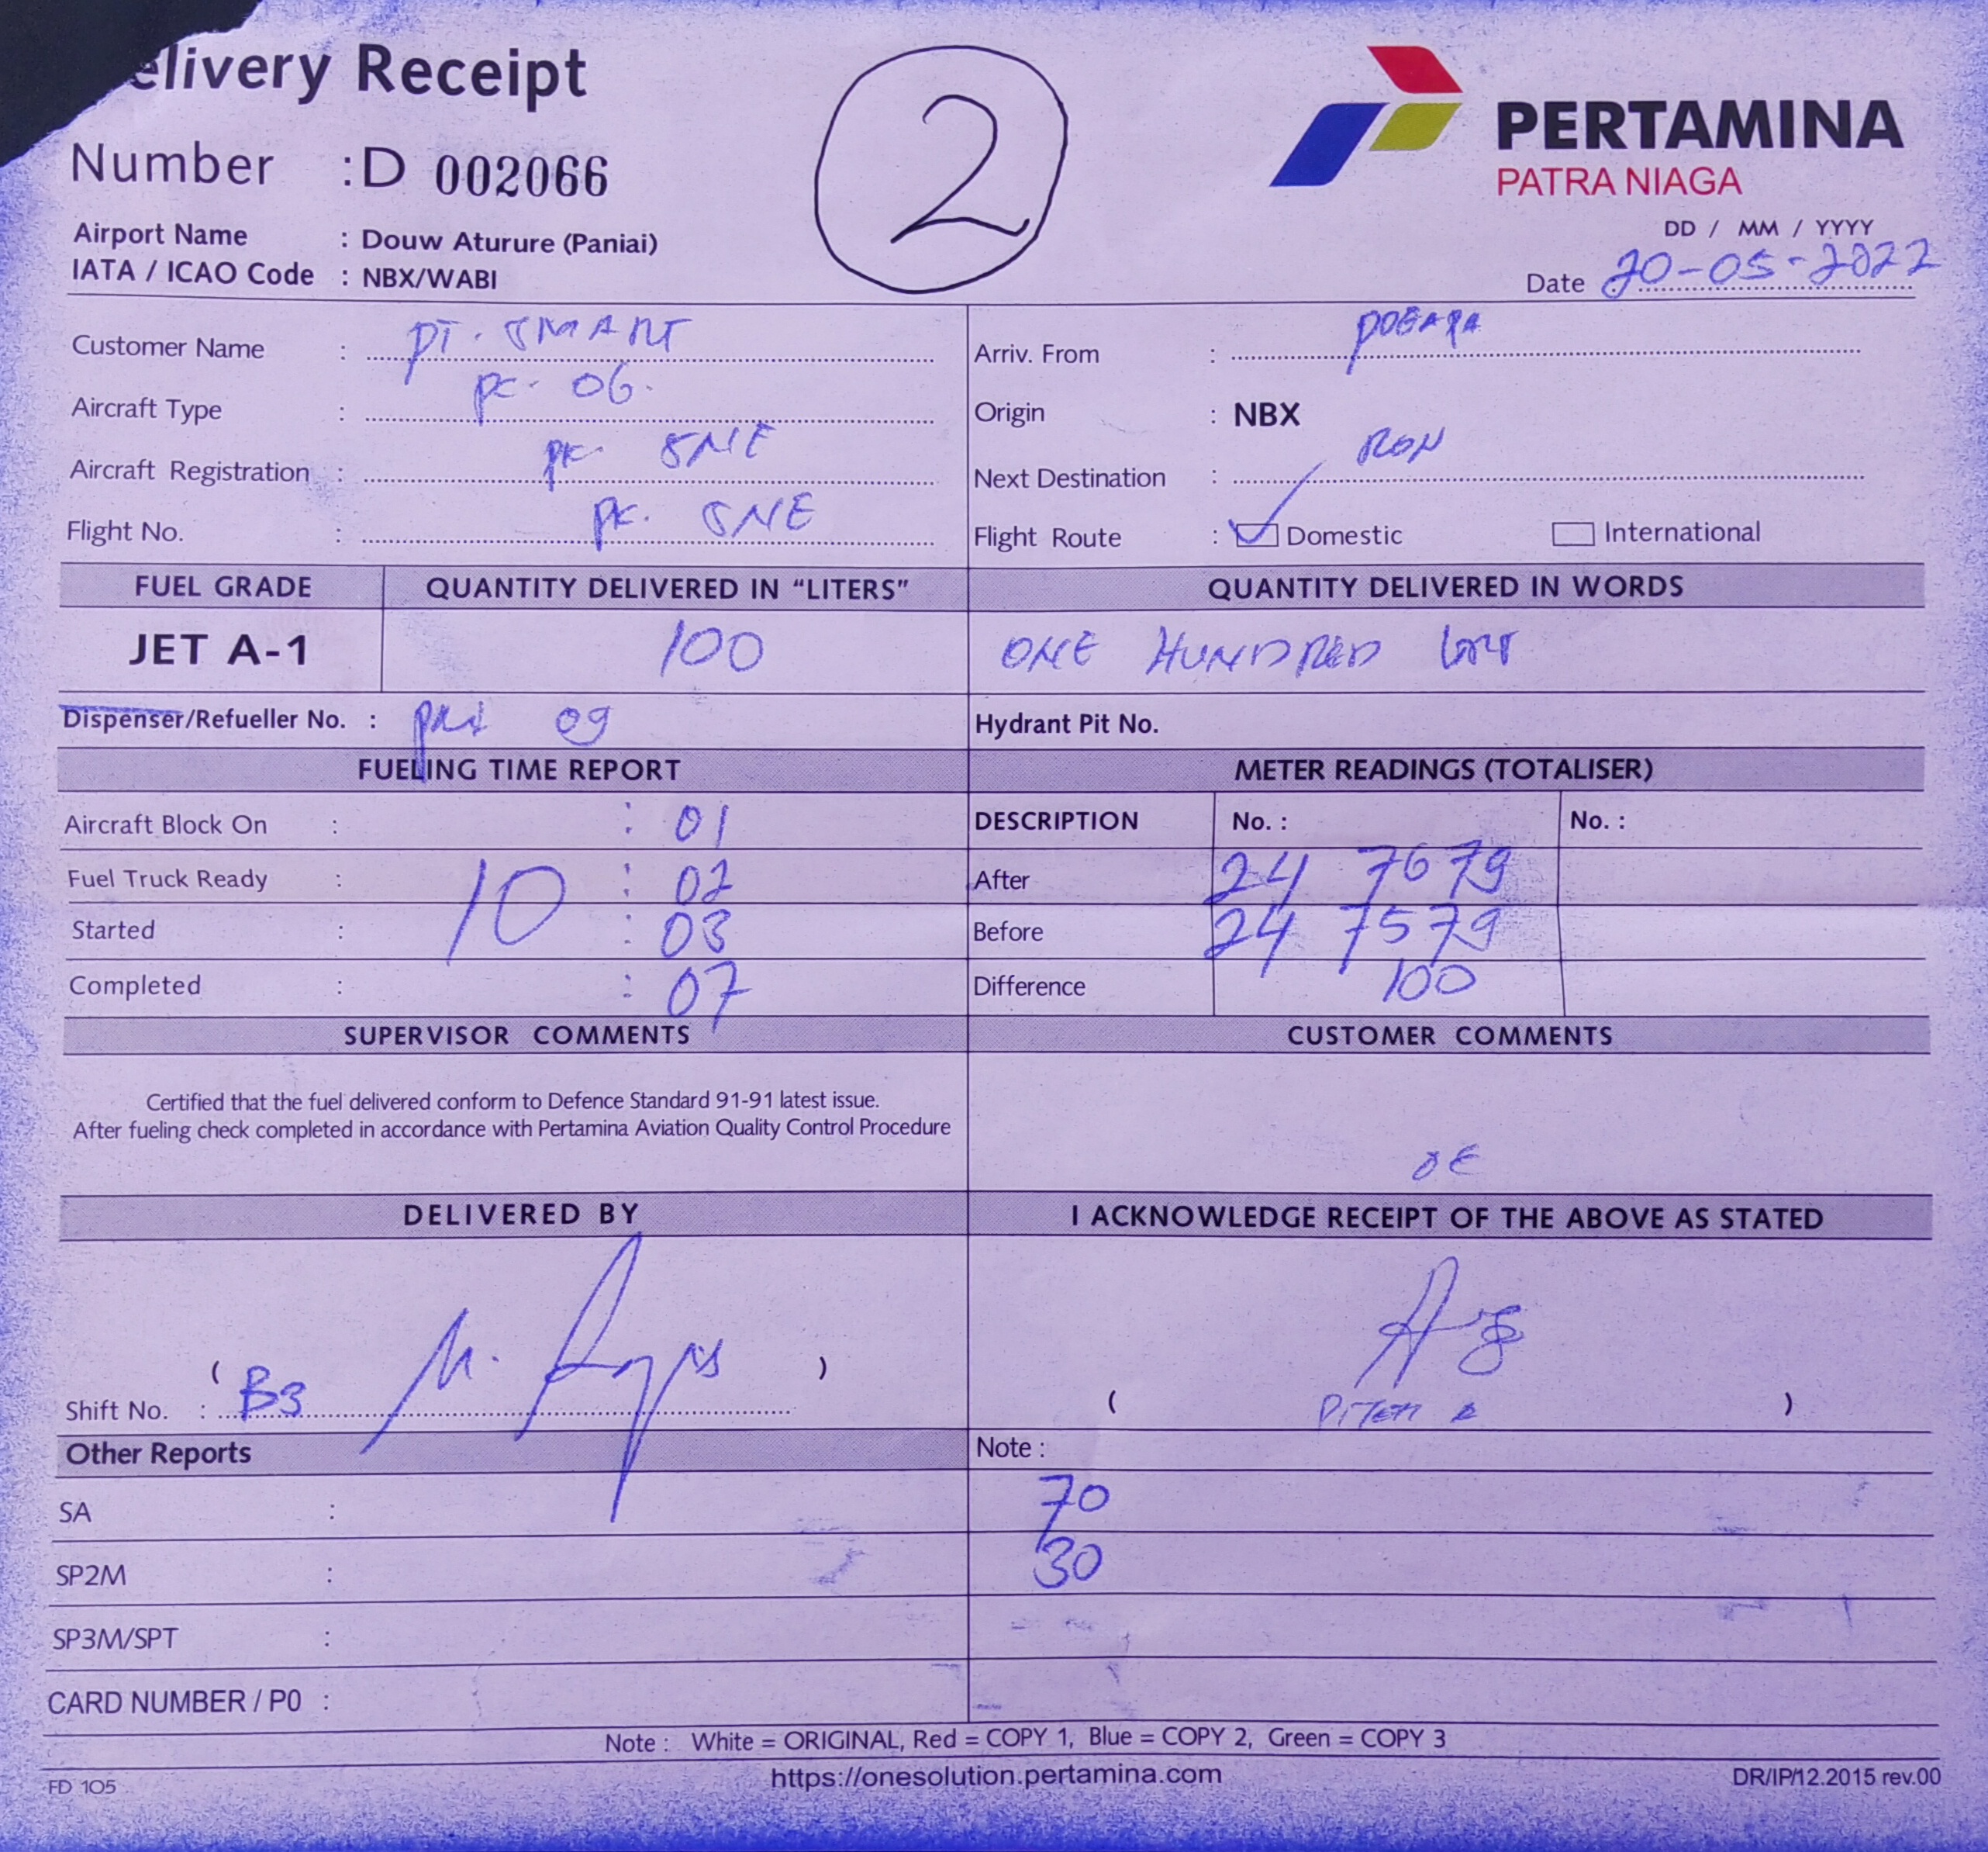 elivery Receipt
Number : D 002066
2
PERTAMINA
PATRA NIAGA
Airport Name : Douw Aturure (Paniai)
IATA / ICAO Code : NBX/WABI
DD / MM / YYYY
Date 20-05-2022
Customer Name : PT. SMART
Arriv. From :
Aircraft Type : PC- 06.
Origin : NBX
Aircraft Registration : PK- SNE
Next Destination : RON
Flight No. : PK. SNE
Flight Route : Domestic International
FUEL GRADE QUANTITY DELIVERED IN “LITERS” QUANTITY DELIVERED IN WORDS
JET A-1 100 ONE HUNDRED
Dispenser/Refueller No. : 09
Hydrant Pit No.
FUELING TIME REPORT METER READINGS (TOTALISER)
Aircraft Block On : : 01
DESCRIPTION No. : No. :
Fuel Truck Ready : 10 : 02
After 24 7679
Started : : 03
Before 24 7579
Completed : : 07
Difference 100
SUPERVISOR COMMENTS CUSTOMER COMMENTS
Certified that the fuel delivered conform to Defence Standard 91-91 latest issue.
After fueling check completed in accordance with Pertamina Aviation Quality Control Procedure
DELIVERED BY I ACKNOWLEDGE RECEIPT OF THE ABOVE AS STATED
( )
Shift No. : B3
( )
Other Reports Note :
SA : 70
SP2M : 30
SP3M/SPT :
CARD NUMBER / P0 :
Note : White = ORIGINAL, Red = COPY 1, Blue = COPY 2, Green = COPY 3
FD 105 https://onesolution.pertamina.com DR/IP/12.2015 rev.00